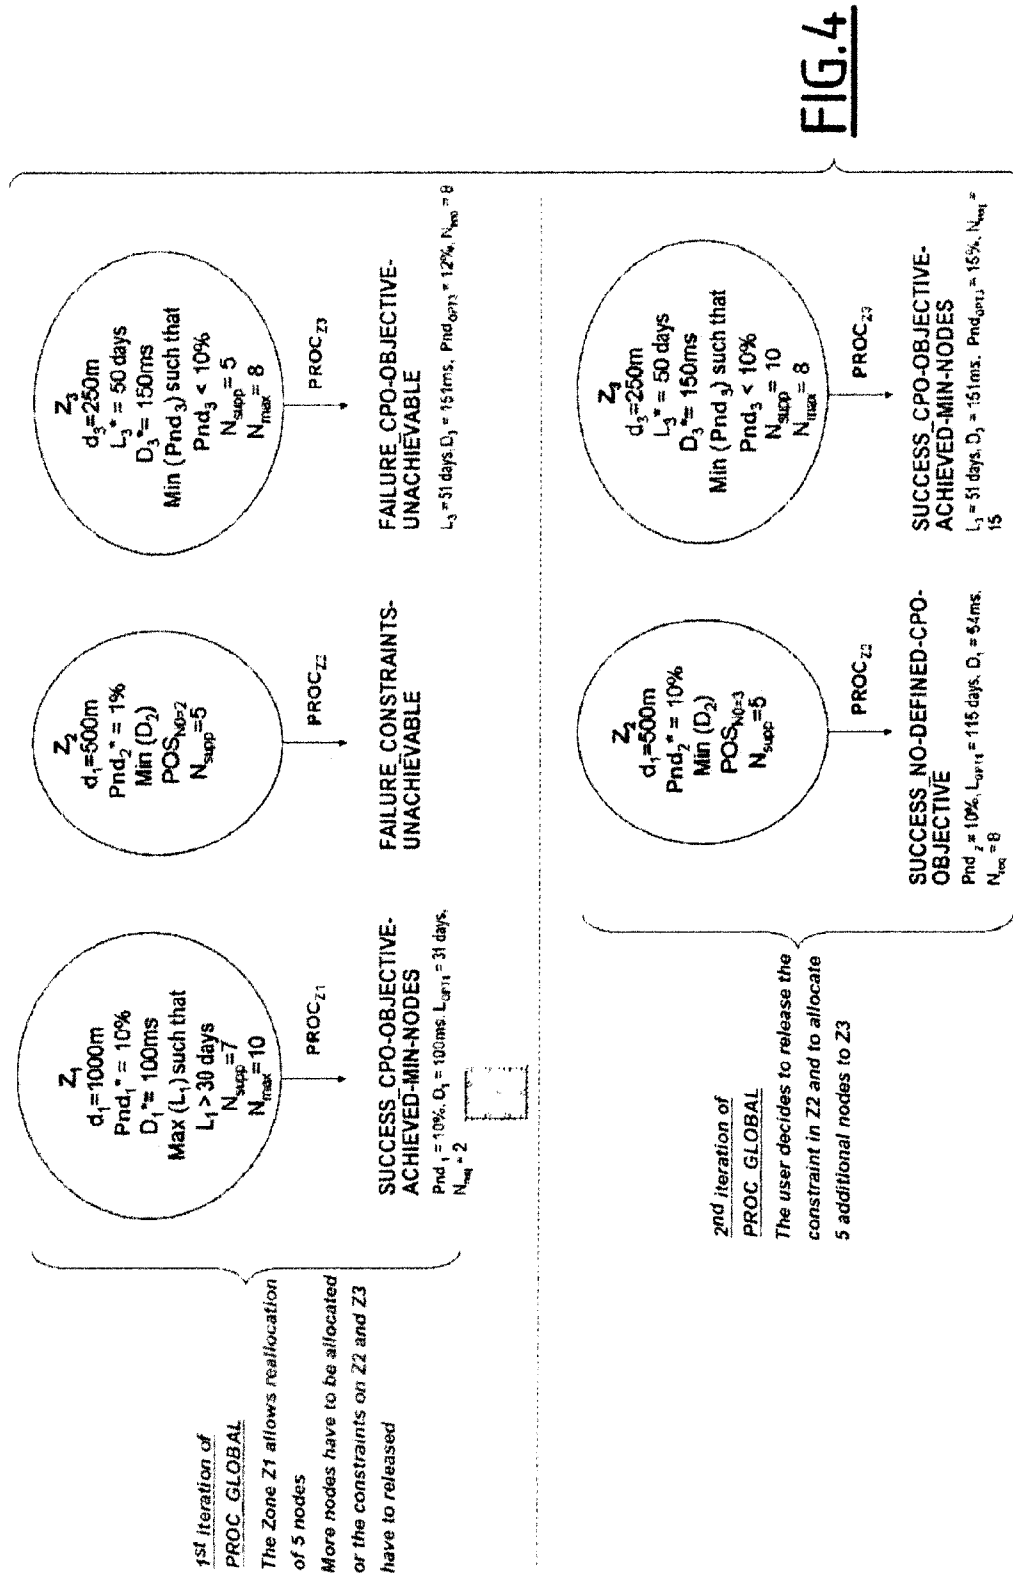 1st iteration of
PROC_GLOBAL
The Zone Z1 allows reallocation
of 5 nodes
More nodes have to be allocated
or the constraints on Z2 and Z3
have to released
Z1
d1=1000m
Pnd1* = 10%
D1*= 100ms
Max (L1) such that
L1 > 30 days
Nsupp=7
Nmax=10
PROCZ1
SUCCESS_CPO-OBJECTIVE-
ACHIEVED-MIN-NODES
Pnd1 = 10%, D1 = 100ms, LOPT1 = 31 days,
Nreq = 2
Z2
d1=500m
Pnd2* = 1%
Min (D2)
POSN0=2
Nsupp=5
PROCZ2
FAILURE_CONSTRAINTS-
UNACHIEVABLE
Z3
d3=250m
L3* = 50 days
D3*= 150ms
Min (Pnd3) such that
Pnd3 < 10%
Nsupp = 5
Nmax = 8
PROCZ3
FAILURE_CPO-OBJECTIVE-
UNACHIEVABLE
L3 = 51 days, D3 = 151ms, PndOPT3 = 12%, Nreq = 8
2nd iteration of
PROC_GLOBAL
The user decides to release the
constraint in Z2 and to allocate
5 additional nodes to Z3
Z2
d1=500m
Pnd2* = 10%
Min (D2)
POSN0=3
Nsupp=5
PROCZ2
SUCCESS_NO-DEFINED-CPO-
OBJECTIVE
Pnd2 = 10%, LOPT1 = 115 days, D1 = 54ms,
Nreq = 8
Z3
d3=250m
L3* = 50 days
D3*= 150ms
Min (Pnd3) such that
Pnd3 < 10%
Nsupp = 10
Nmax = 8
PROCZ3
SUCCESS_CPO-OBJECTIVE-
ACHIEVED-MIN-NODES
L3 = 51 days, D3 = 151ms, PndOPT3 = 15%, Nreq =
15
FIG.4